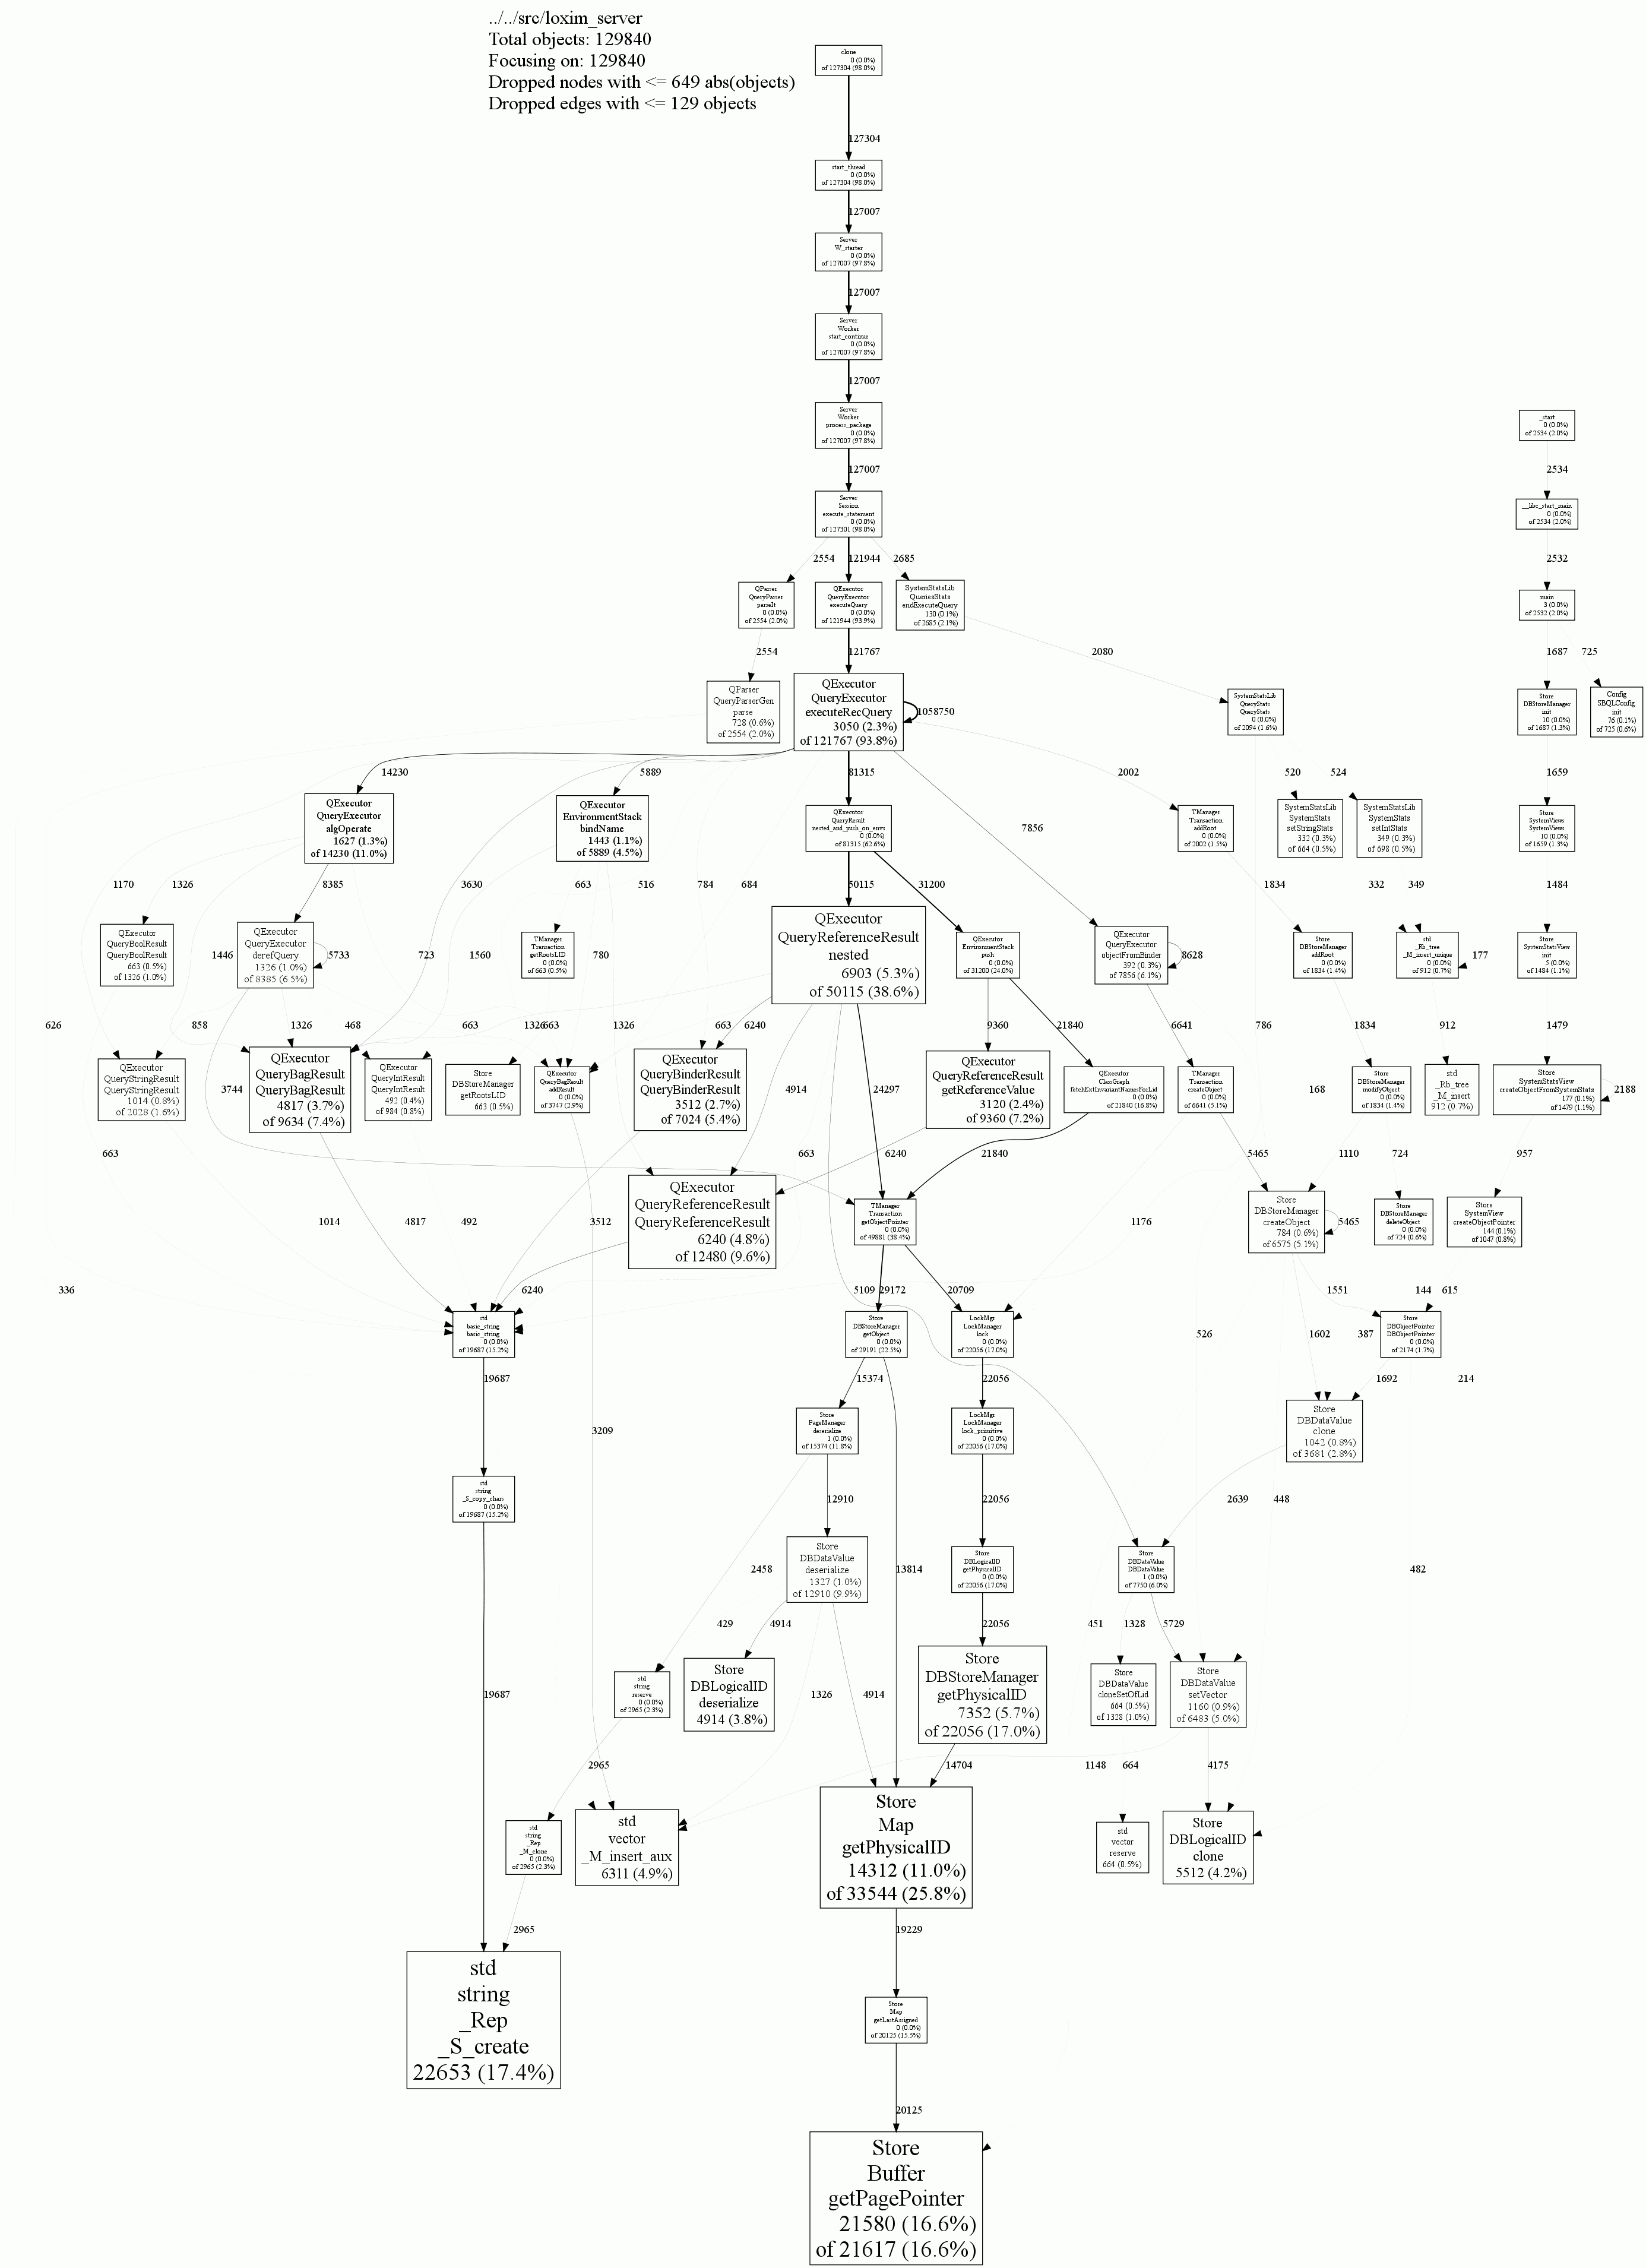 ../../src/loxim_server
Total objects: 129840
Focusing on: 129840
Dropped nodes with <= 649 abs(objects)
Dropped edges with <= 129 objects
clone
0 (0.0%)
of 127304 (98.0%)
127304
start_thread
0 (0.0%)
of 127304 (98.0%)
127007
Server
W_starter
0 (0.0%)
of 127007 (97.8%)
127007
Server
Worker
start_continue
0 (0.0%)
of 127007 (97.8%)
127007
Server
Worker
process_package
0 (0.0%)
of 127007 (97.8%)
127007
_start
0 (0.0%)
of 2534 (2.0%)
2534
Server
Session
execute_statement
0 (0.0%)
of 127301 (98.0%)
__libc_start_main
0 (0.0%)
of 2534 (2.0%)
2554
121944
2685
2532
QParser
QueryParser
parseIt
0 (0.0%)
of 2554 (2.0%)
QExecutor
QueryExecutor
executeQuery
0 (0.0%)
of 121944 (93.9%)
SystemStatsLib
QueriesStats
endExecuteQuery
130 (0.1%)
of 2685 (2.1%)
main
3 (0.0%)
of 2532 (2.0%)
2554
121767
2080
1687
725
QParser
QueryParserGen
parse
728 (0.6%)
of 2554 (2.0%)
QExecutor
QueryExecutor
executeRecQuery
3050 (2.3%)
of 121767 (93.8%)
1058750
SystemStatsLib
QueryStats
QueryStats
0 (0.0%)
of 2094 (1.6%)
Store
DBStoreManager
init
10 (0.0%)
of 1687 (1.3%)
Config
SBQLConfig
init
76 (0.1%)
of 725 (0.6%)
14230
5889
81315
2002
520
524
1659
QExecutor
QueryExecutor
algOperate
1627 (1.3%)
of 14230 (11.0%)
QExecutor
EnvironmentStack
bindName
1443 (1.1%)
of 5889 (4.5%)
QExecutor
QueryResult
nested_and_push_on_envs
0 (0.0%)
of 81315 (62.6%)
7856
TManager
Transaction
addRoot
0 (0.0%)
of 2002 (1.5%)
SystemStatsLib
SystemStats
setStringStats
332 (0.3%)
of 664 (0.5%)
SystemStatsLib
SystemStats
setIntStats
349 (0.3%)
of 698 (0.5%)
Store
SystemViews
SystemViews
10 (0.0%)
of 1659 (1.3%)
1170
1326
8385
3630
663
516
784
684
50115
31200
1834
332
349
1484
QExecutor
QueryBoolResult
QueryBoolResult
663 (0.5%)
of 1326 (1.0%)
1446
QExecutor
QueryExecutor
derefQuery
1326 (1.0%)
of 8385 (6.5%)
5733
723
1560
TManager
Transaction
getRootsLID
0 (0.0%)
of 663 (0.5%)
780
QExecutor
QueryReferenceResult
nested
6903 (5.3%)
of 50115 (38.6%)
QExecutor
EnvironmentStack
push
0 (0.0%)
of 31200 (24.0%)
QExecutor
QueryExecutor
objectFromBinder
392 (0.3%)
of 7856 (6.1%)
8628
Store
DBStoreManager
addRoot
0 (0.0%)
of 1834 (1.4%)
std
_Rb_tree
_M_insert_unique
0 (0.0%)
of 912 (0.7%)
177
Store
SystemStatsView
init
5 (0.0%)
of 1484 (1.1%)
626
858
1326
468
663
1326
663
1326
663
6240
24297
9360
21840
6641
786
1834
912
1479
QExecutor
QueryStringResult
QueryStringResult
1014 (0.8%)
of 2028 (1.6%)
3744
QExecutor
QueryBagResult
QueryBagResult
4817 (3.7%)
of 9634 (7.4%)
QExecutor
QueryIntResult
QueryIntResult
492 (0.4%)
of 984 (0.8%)
Store
DBStoreManager
getRootsLID
663 (0.5%)
QExecutor
QueryBagResult
addResult
0 (0.0%)
of 3747 (2.9%)
QExecutor
QueryBinderResult
QueryBinderResult
3512 (2.7%)
of 7024 (5.4%)
4914
QExecutor
QueryReferenceResult
getReferenceValue
3120 (2.4%)
of 9360 (7.2%)
QExecutor
ClassGraph
fetchExtInvariantNamesForLid
0 (0.0%)
of 21840 (16.8%)
TManager
Transaction
createObject
0 (0.0%)
of 6641 (5.1%)
168
Store
DBStoreManager
modifyObject
0 (0.0%)
of 1834 (1.4%)
std
_Rb_tree
_M_insert
912 (0.7%)
Store
SystemStatsView
createObjectFromSystemStats
177 (0.1%)
of 1479 (1.1%)
2188
663
663
6240
21840
5465
1110
724
957
1014
4817
492
3512
QExecutor
QueryReferenceResult
QueryReferenceResult
6240 (4.8%)
of 12480 (9.6%)
TManager
Transaction
getObjectPointer
0 (0.0%)
of 49881 (38.4%)
1176
Store
DBStoreManager
createObject
784 (0.6%)
of 6575 (5.1%)
5465
Store
DBStoreManager
deleteObject
0 (0.0%)
of 724 (0.6%)
Store
SystemView
createObjectPointer
144 (0.1%)
of 1047 (0.8%)
336
6240
5109
29172
20709
1551
144
615
std
basic_string
basic_string
0 (0.0%)
of 19687 (15.2%)
Store
DBStoreManager
getObject
0 (0.0%)
of 29191 (22.5%)
LockMgr
LockManager
lock
0 (0.0%)
of 22056 (17.0%)
526
1602
387
Store
DBObjectPointer
DBObjectPointer
0 (0.0%)
of 2174 (1.7%)
19687
15374
22056
1692
214
3209
Store
PageManager
deserialize
1 (0.0%)
of 15374 (11.8%)
LockMgr
LockManager
lock_primitive
0 (0.0%)
of 22056 (17.0%)
Store
DBDataValue
clone
1042 (0.8%)
of 3681 (2.8%)
std
string
_S_copy_chars
0 (0.0%)
of 19687 (15.2%)
12910
22056
2639
448
2458
Store
DBDataValue
deserialize
1327 (1.0%)
of 12910 (9.9%)
13814
Store
DBLogicalID
getPhysicalID
0 (0.0%)
of 22056 (17.0%)
Store
DBDataValue
DBDataValue
1 (0.0%)
of 7750 (6.0%)
482
429
4914
22056
451
1328
5729
19687
std
string
reserve
0 (0.0%)
of 2965 (2.3%)
Store
DBLogicalID
deserialize
4914 (3.8%)
1326
4914
Store
DBStoreManager
getPhysicalID
7352 (5.7%)
of 22056 (17.0%)
Store
DBDataValue
cloneSetOfLid
664 (0.5%)
of 1328 (1.0%)
Store
DBDataValue
setVector
1160 (0.9%)
of 6483 (5.0%)
2965
14704
1148
664
4175
std
string
_Rep
_M_clone
0 (0.0%)
of 2965 (2.3%)
std
vector
_M_insert_aux
6311 (4.9%)
Store
Map
getPhysicalID
14312 (11.0%)
of 33544 (25.8%)
std
vector
reserve
664 (0.5%)
Store
DBLogicalID
clone
5512 (4.2%)
2965
19229
std
string
_Rep
_S_create
22653 (17.4%)
Store
Map
getLastAssigned
0 (0.0%)
of 20125 (15.5%)
20125
Store
Buffer
getPagePointer
21580 (16.6%)
of 21617 (16.6%)